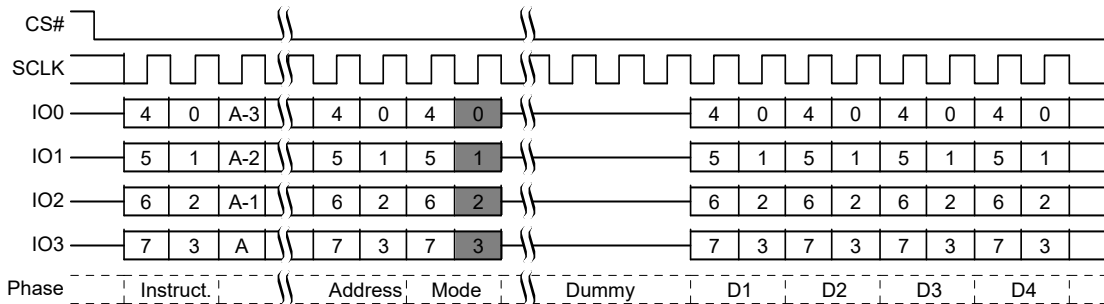 CS#
SCLK
IO0 4 0 A-3 4 0 4 0 4 0 4 0 4 0 4 0
IO1 5 1 A-2 5 1 5 1 5 1 5 1 5 1 5 1
IO2 6 2 A-1 6 2 6 2 6 2 6 2 6 2 6 2
IO3 7 3 A 7 3 7 3 7 3 7 3 7 3 7 3
Phase Instruct. Address Mode Dummy D1 D2 D3 D4